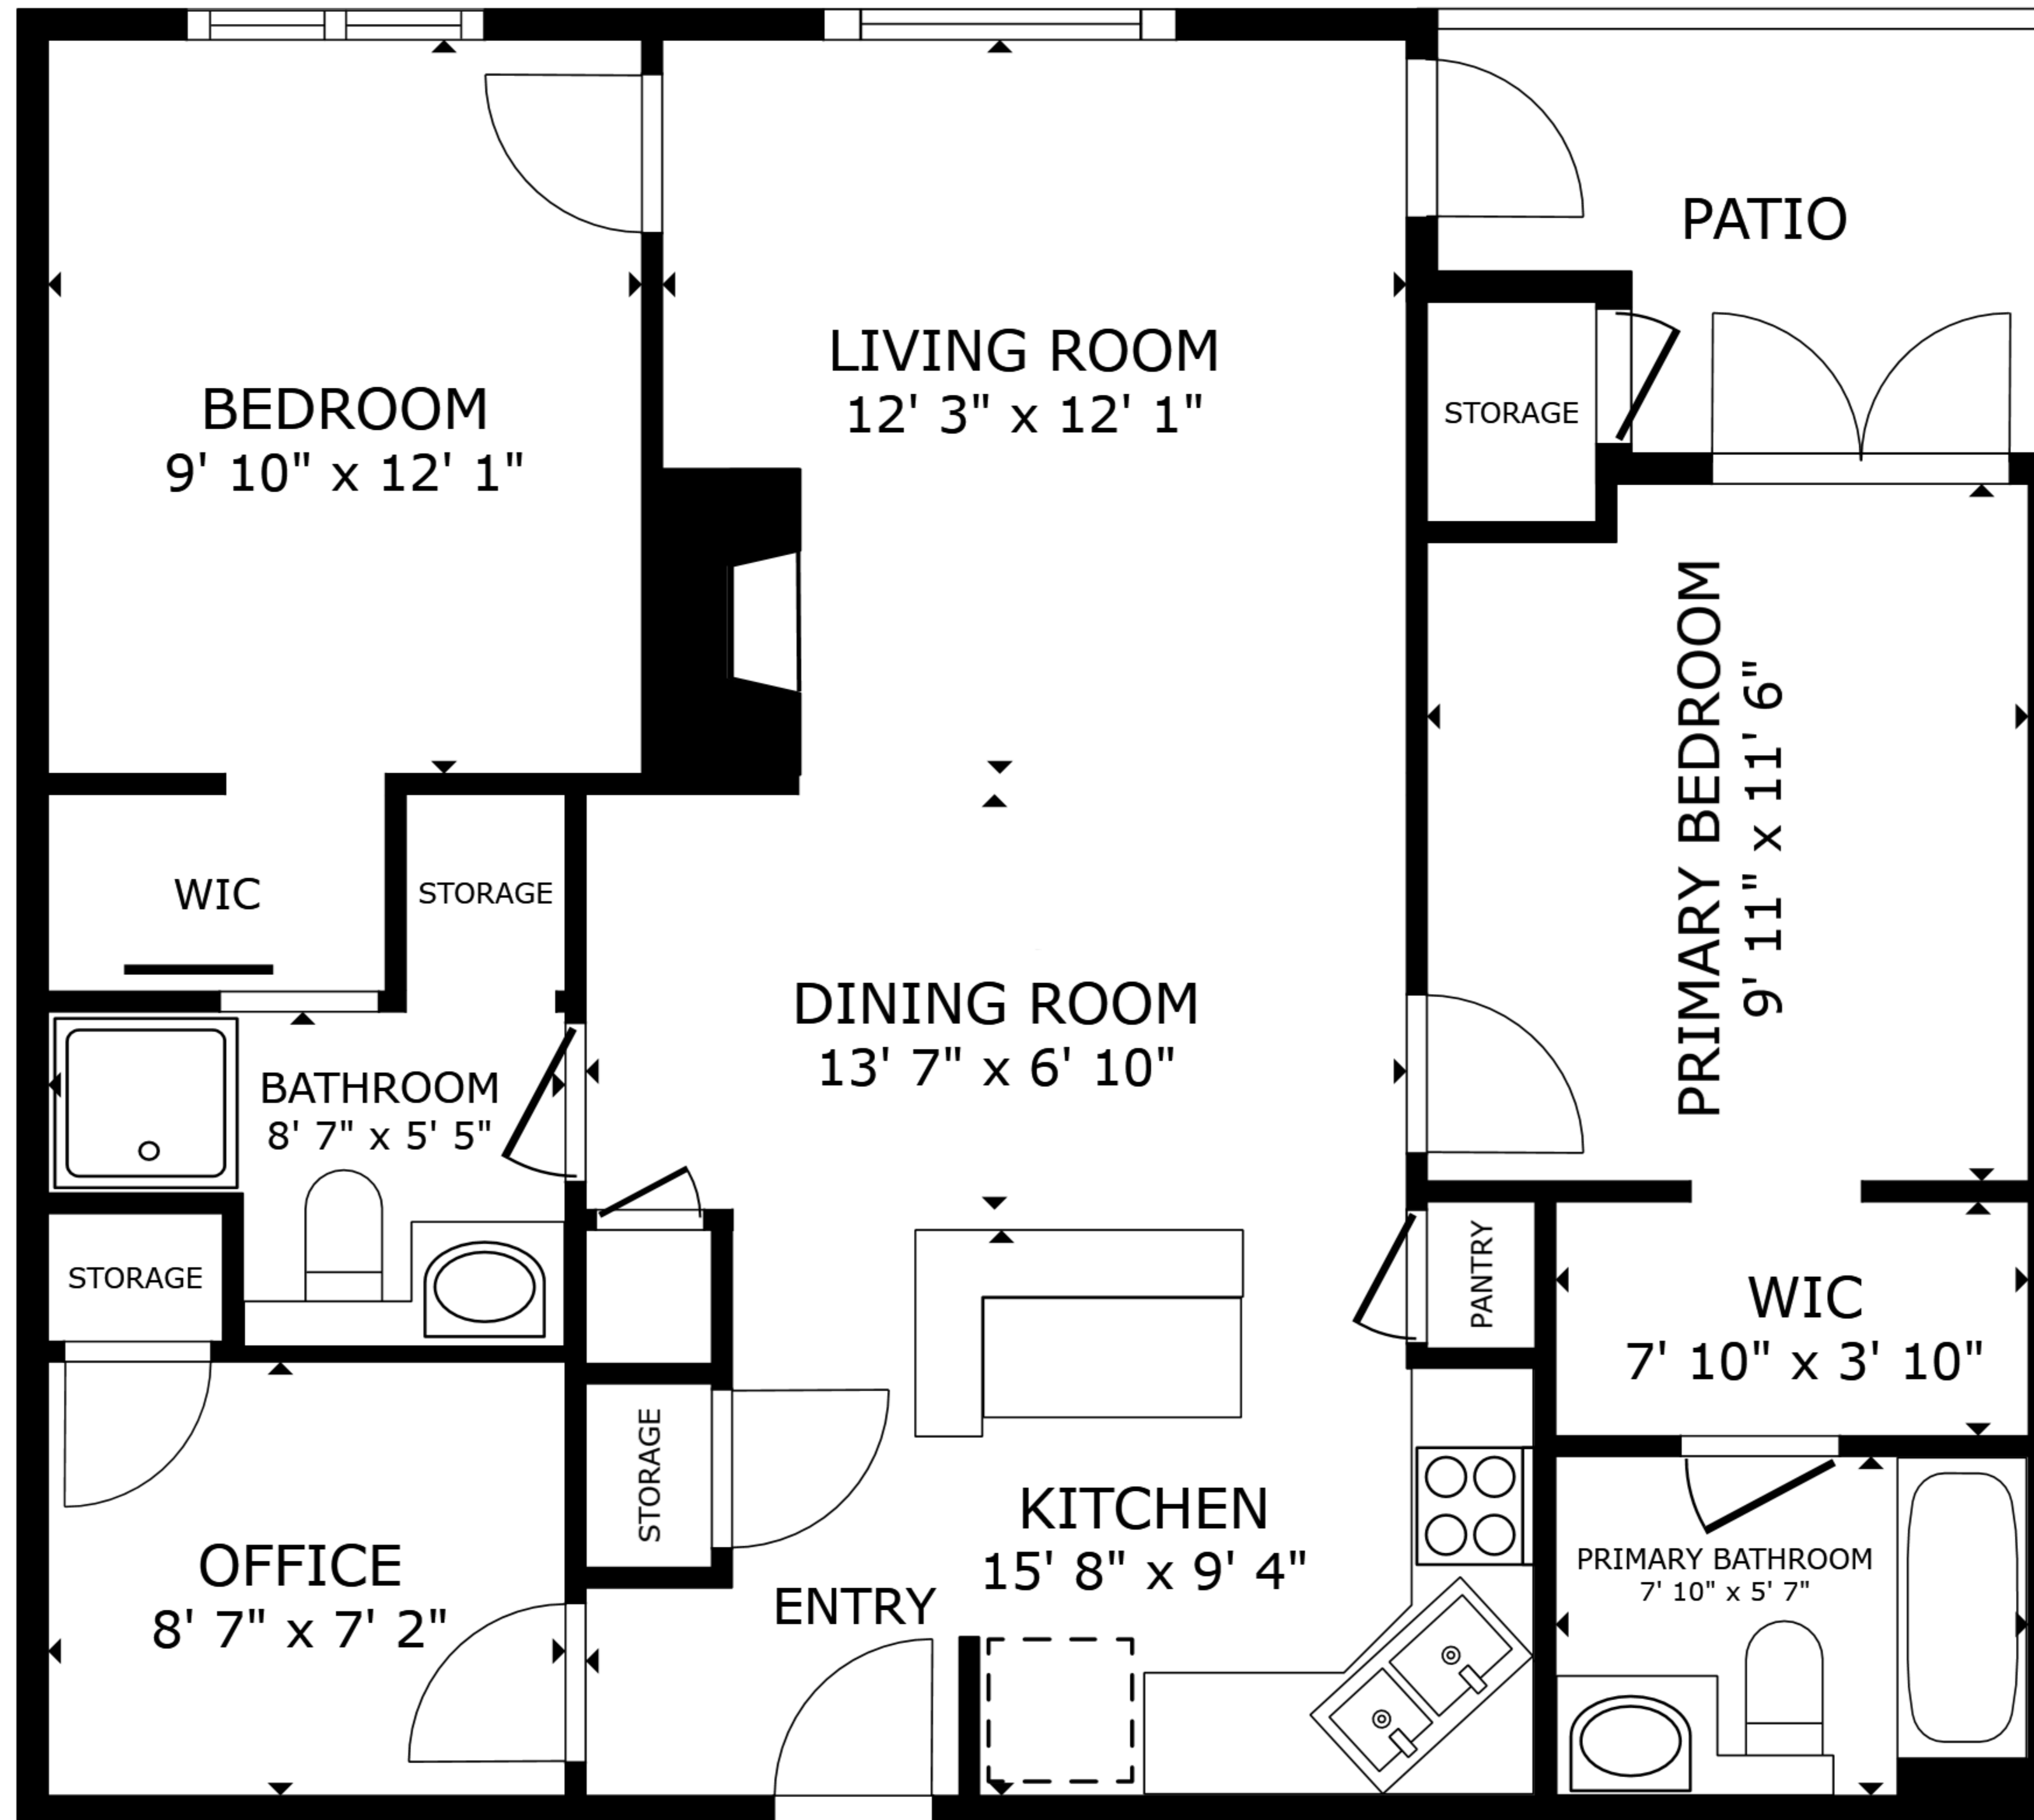 PATIO
LIVING ROOM
12' 3" x 12' 1"
BEDROOM
9' 10" x 12' 1"
STORAGE
PRIMARY BEDROOM
9' 11" x 11' 6"
WIC
STORAGE
DINING ROOM
13' 7" x 6' 10"
BATHROOM
8' 7" x 5' 5"
STORAGE
PANTRY
WIC
7' 10" x 3' 10"
STORAGE
KITCHEN
15' 8" x 9' 4"
OFFICE
8' 7" x 7' 2"
ENTRY
PRIMARY BATHROOM
7' 10" x 5' 7"